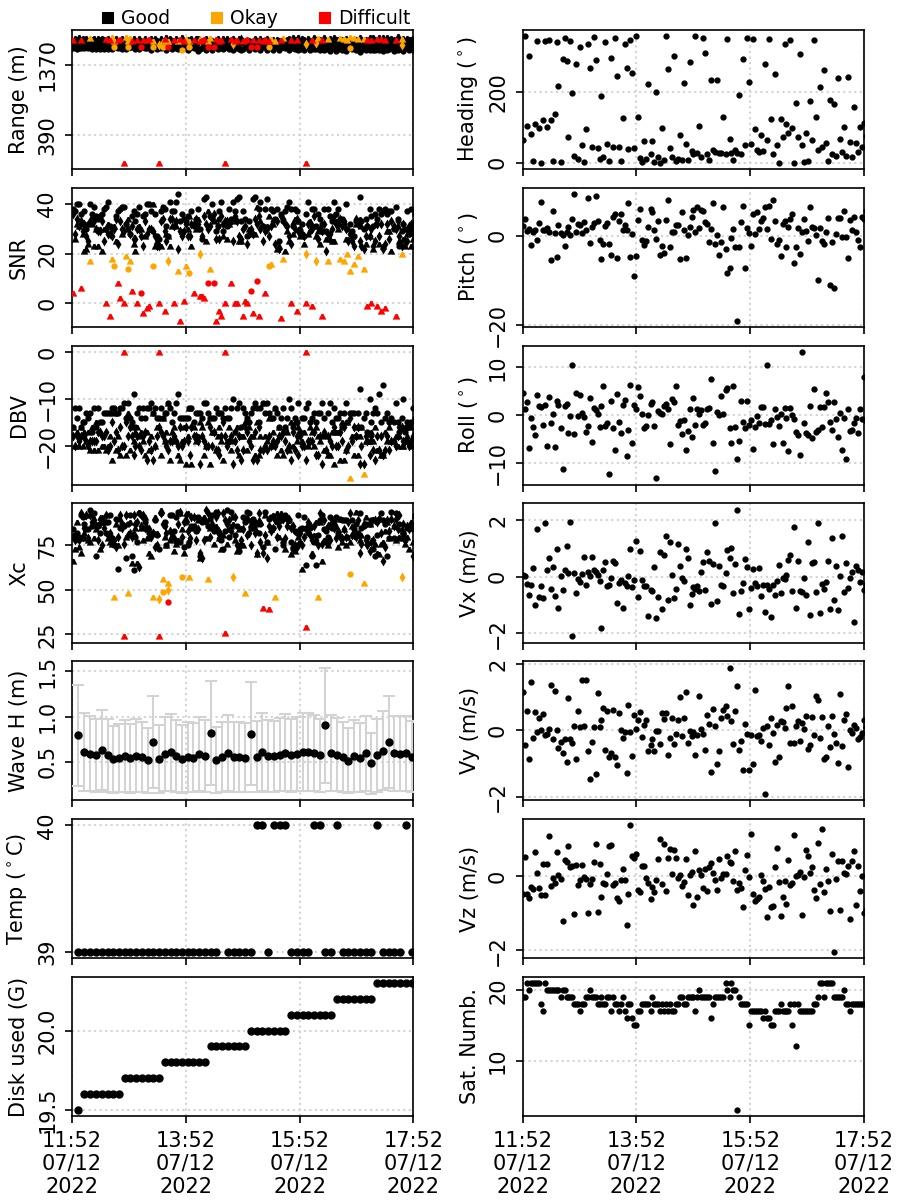 Good Okay Difficult
Range (m)
1370
390
Heading (°)
200
0
SNR
40
20
0
Pitch (°)
0
−20
DBV
0
−10
−20
Roll (°)
10
0
−10
Xc
75
50
25
Vx (m/s)
2
0
−2
Wave H (m)
1.5
1.0
0.5
Vy (m/s)
2
0
−2
Temp (°C)
40
39
Vz (m/s)
0
−2
Disk used (G)
20.0
19.5
Sat. Numb.
20
10
11:52 13:52 15:52 17:52
07/12 07/12 07/12 07/12
2022 2022 2022 2022
11:52 13:52 15:52 17:52
07/12 07/12 07/12 07/12
2022 2022 2022 2022